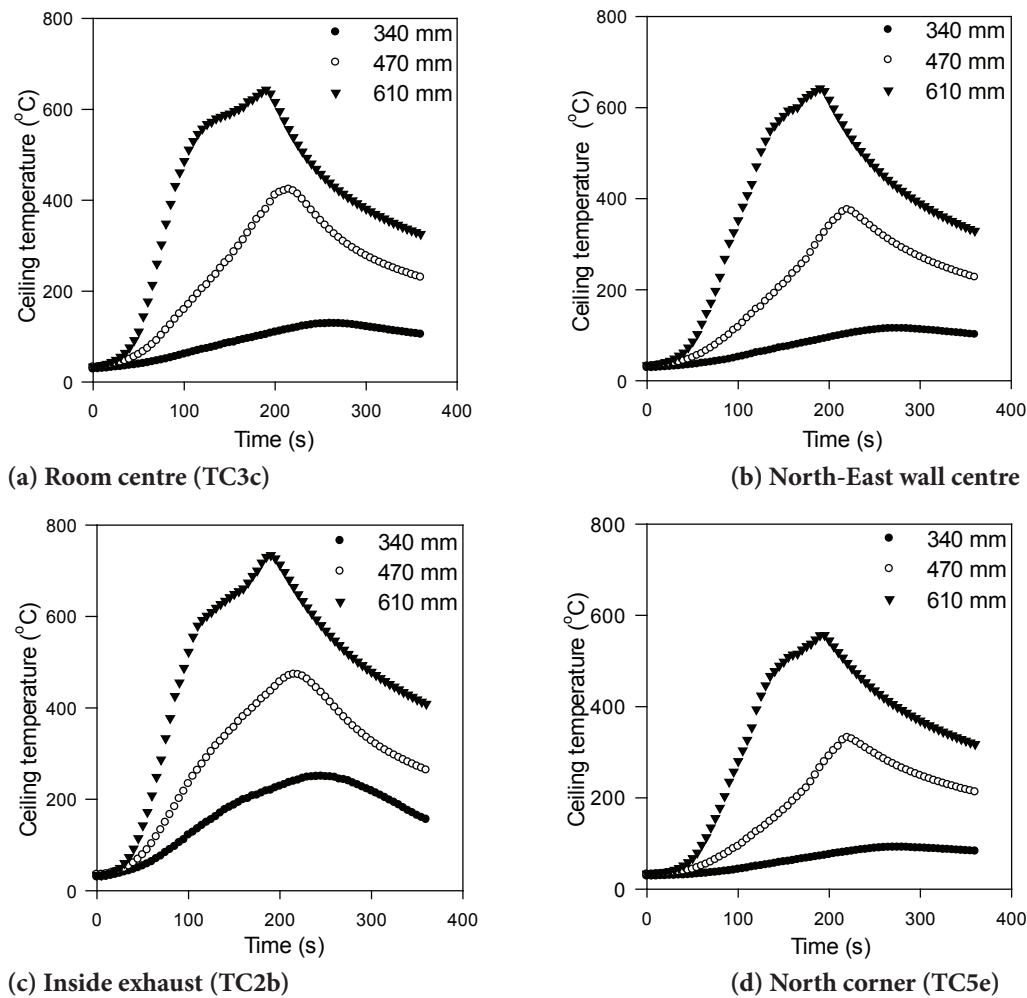 800
340 mm
470 mm
610 mm
600
400
200
0
Ceiling temperature (°C)
0 100 200 300 400
Time (s)
(a) Room centre (TC3c)
800
340 mm
470 mm
610 mm
600
400
200
0
Ceiling temperature (°C)
0 100 200 300 400
Time (s)
(b) North-East wall centre
800
340 mm
470 mm
610 mm
600
400
200
0
Ceiling temperature (°C)
0 100 200 300 400
Time (s)
(c) Inside exhaust (TC2b)
800
340 mm
470 mm
610 mm
600
400
200
0
Ceiling temperature (°C)
0 100 200 300 400
Time (s)
(d) North corner (TC5e)